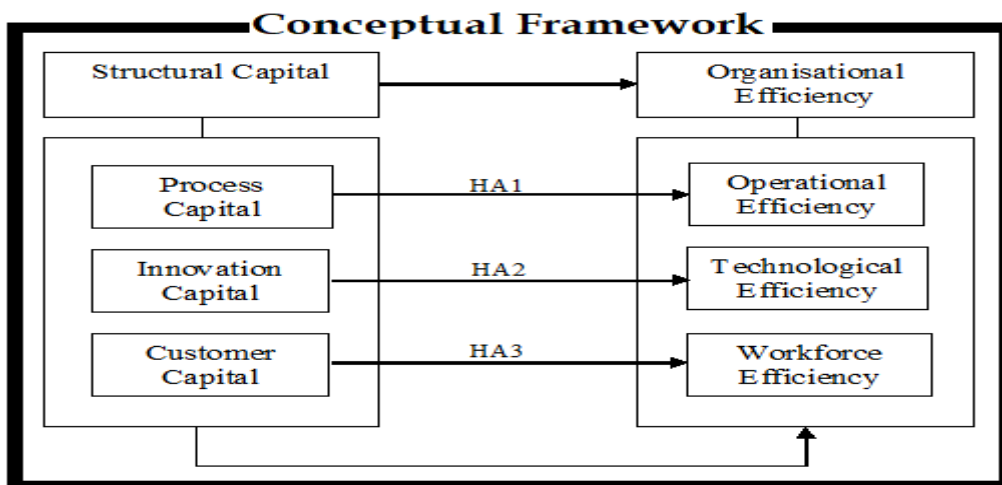 Conceptual Framework
Structural Capital
Organisational
Efficiency
Process
Capital
HA1
Operational
Efficiency
Innovation
Capital
HA2
Technological
Efficiency
Customer
Capital
HA3
Workforce
Efficiency